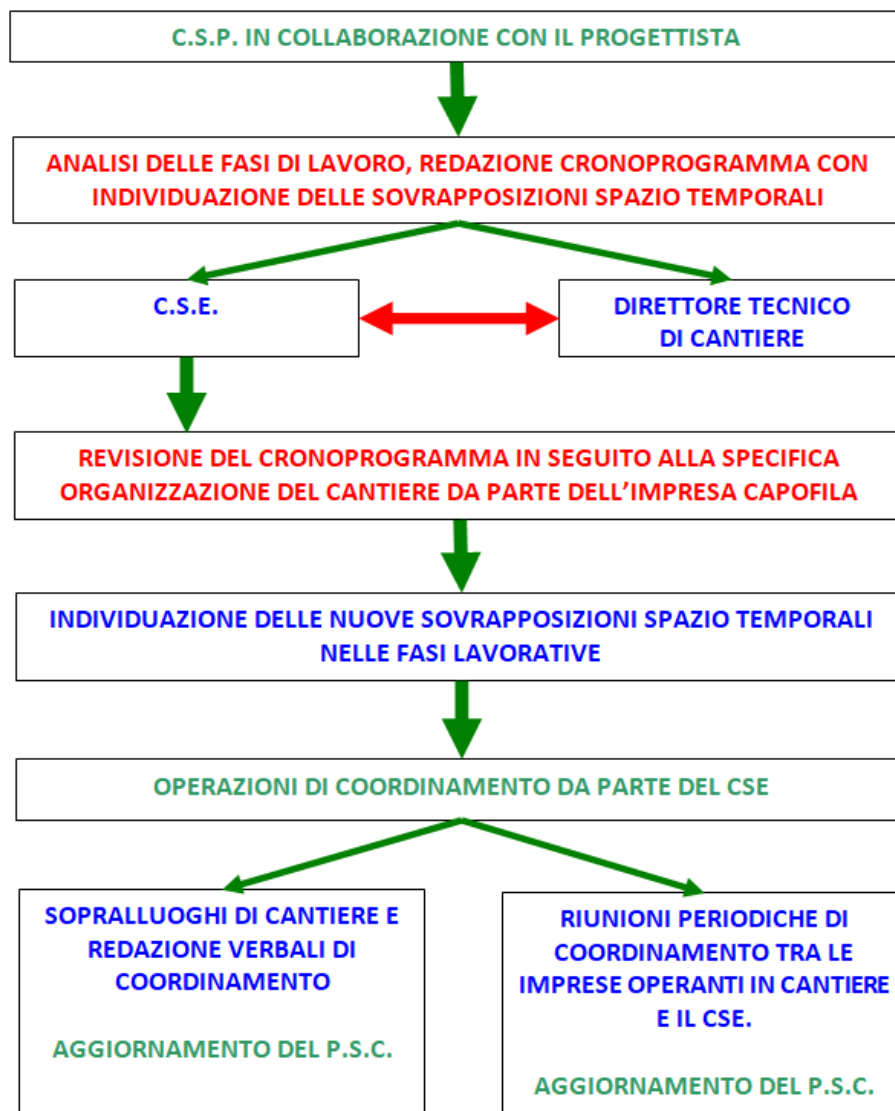 C.S.P. IN COLLABORAZIONE CON IL PROGETTISTA
ANALISI DELLE FASI DI LAVORO, REDAZIONE CRONOPROGRAMMA CON
INDIVIDUAZIONE DELLE SOVRAPPOSIZIONI SPAZIO TEMPORALI
C.S.E.
DIRETTORE TECNICO
DI CANTIERE
REVISIONE DEL CRONOPROGRAMMA IN SEGUITO ALLA SPECIFICA
ORGANIZZAZIONE DEL CANTIERE DA PARTE DELL'IMPRESA CAPOFILA
INDIVIDUAZIONE DELLE NUOVE SOVRAPPOSIZIONI SPAZIO TEMPORALI
NELLE FASI LAVORATIVE
OPERAZIONI DI COORDINAMENTO DA PARTE DEL CSE
SOPRALLUOGHI DI CANTIERE E
REDAZIONE VERBALI DI
COORDINAMENTO
AGGIORNAMENTO DEL P.S.C.
RIUNIONI PERIODICHE DI
COORDINAMENTO TRA LE
IMPRESE OPERANTI IN CANTIERE
E IL CSE.
AGGIORNAMENTO DEL P.S.C.